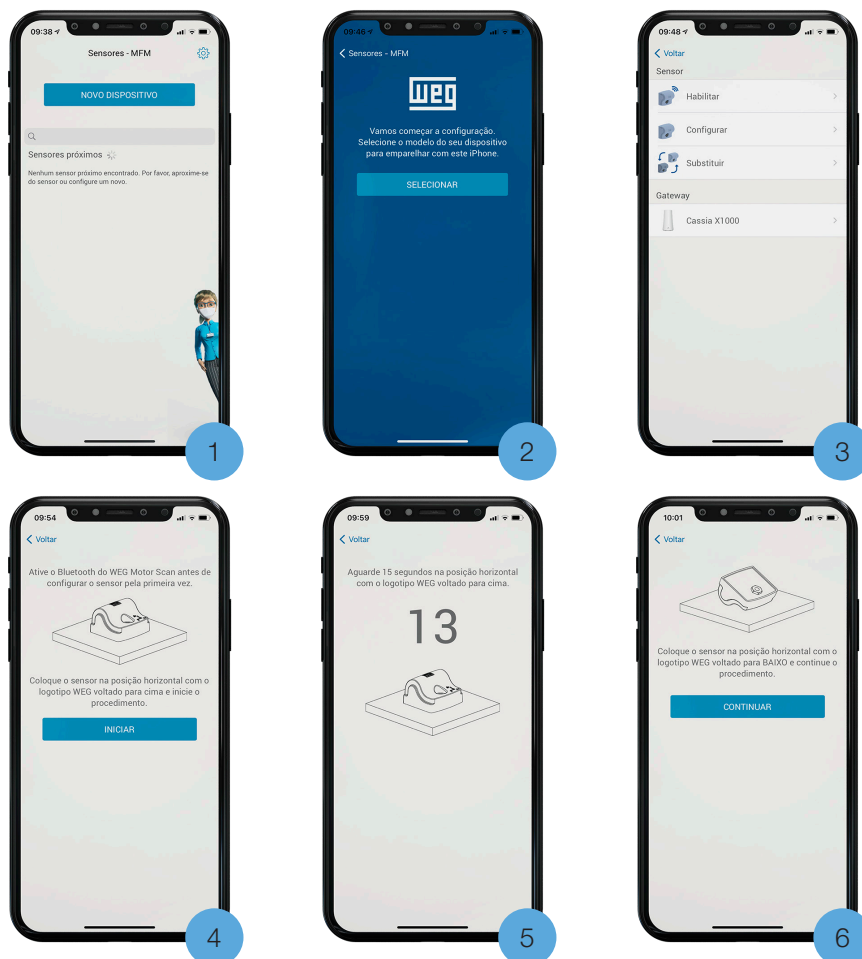 09:38
Sensores - MFM
NOVO DISPOSITIVO
Sensores próximos
Nenhum sensor próximo encontrado. Por favor, aproxime-se
do sensor ou configure um novo.
1
09:46
Sensores - MFM
WEG
Vamos começar a configuração.
Selecione o modelo do seu dispositivo
para emparelhar com este iPhone.
SELECIONAR
2
09:48
Voltar
Sensor
Habilitar
Configurar
Substituir
Gateway
Cassia X1000
3
09:54
Voltar
Ative o Bluetooth do WEG Motor Scan antes de
configurar o sensor pela primeira vez.
Coloque o sensor na posição horizontal com o
logotipo WEG voltado para cima e inicie o
procedimento.
INICIAR
4
09:59
Voltar
Aguarde 15 segundos na posição horizontal
com o logotipo WEG voltado para cima.
13
5
10:01
Voltar
Coloque o sensor na posição horizontal com o
logotipo WEG voltado para BAIXO e continue o
procedimento.
CONTINUAR
6